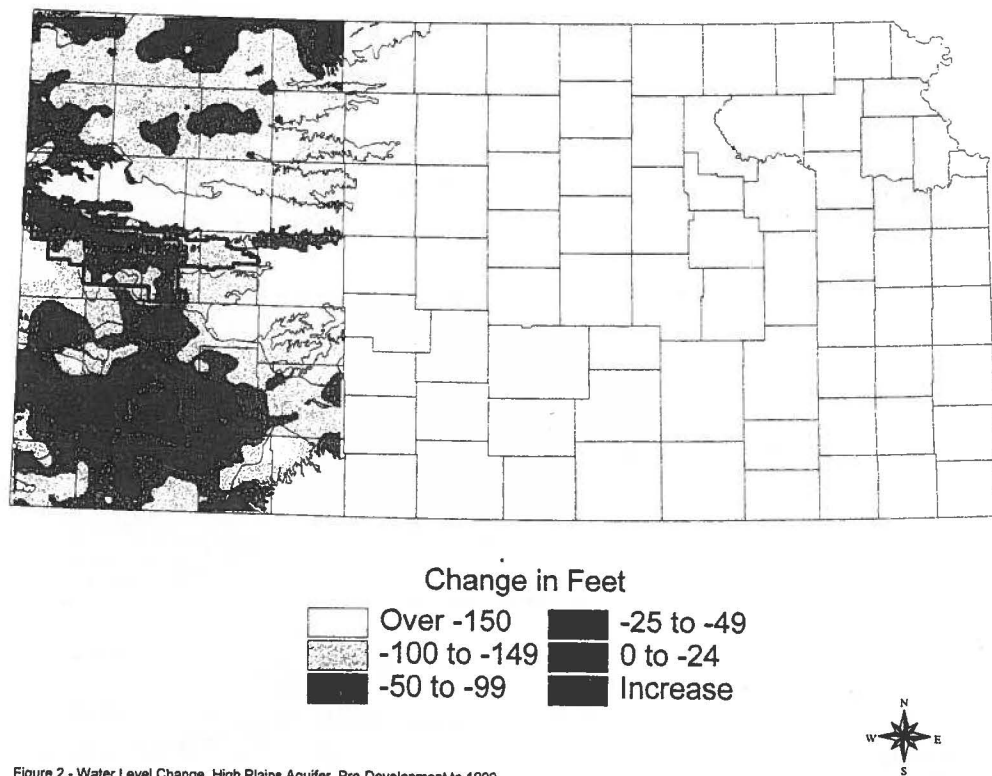 Change in Feet
Over -150
-100 to -149
-50 to -99
-25 to -49
0 to -24
Increase
N
W E
S
Figure 2 - Water Level Change, High Plains Aquifer, Pre-Development to